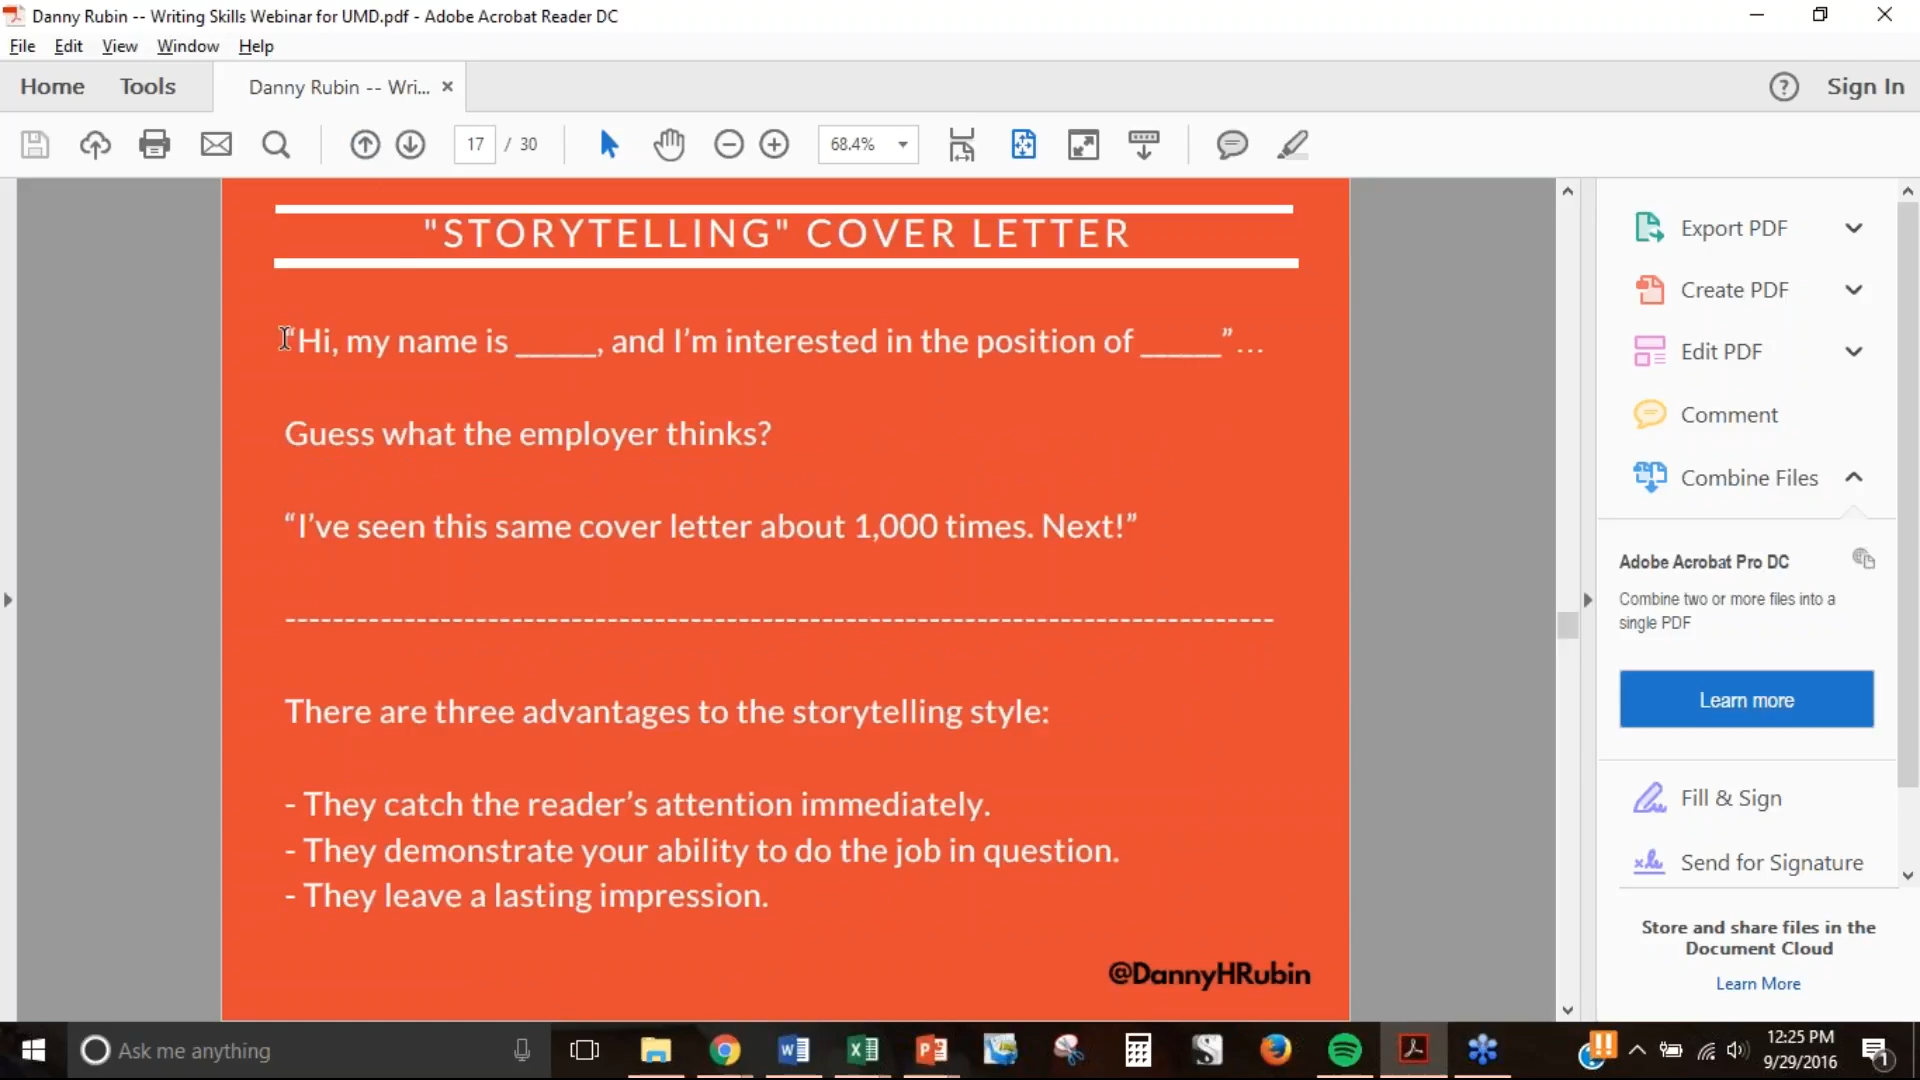 Danny Rubin -- Writing Skills Webinar for UMD.pdf - Adobe Acrobat Reader DC
File Edit View Window Help
Home Tools Danny Rubin -- Wri... × ? Sign In
17 / 30 68.4%
"STORYTELLING" COVER LETTER
“Hi, my name is _____, and I’m interested in the position of _____”…
Guess what the employer thinks?
“I’ve seen this same cover letter about 1,000 times. Next!”
-----------------------------------------------------------------------------------
There are three advantages to the storytelling style:
- They catch the reader’s attention immediately.
- They demonstrate your ability to do the job in question.
- They leave a lasting impression.
@DannyHRubin
Export PDF
Create PDF
Edit PDF
Comment
Combine Files
Adobe Acrobat Pro DC
Combine two or more files into a
single PDF
Learn more
Fill & Sign
Send for Signature
Store and share files in the
Document Cloud
Learn More
Ask me anything
12:25 PM
9/29/2016
1